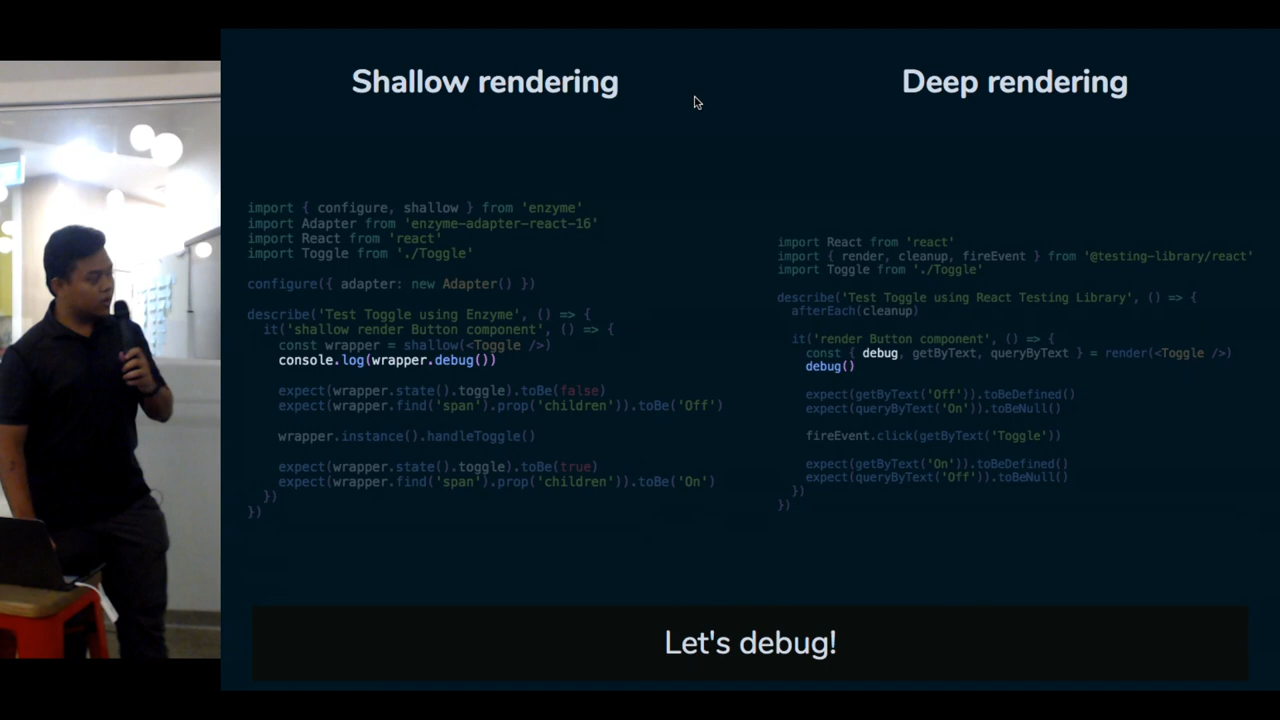 Shallow rendering
import { configure, shallow } from 'enzyme'
import Adapter from 'enzyme-adapter-react-16'
import React from 'react'
import Toggle from './Toggle'
configure({ adapter: new Adapter() })
describe('Test Toggle using Enzyme', () => {
it('shallow render Button component', () => {
const wrapper = shallow(<Toggle />)
console.log(wrapper.debug())
expect(wrapper.state().toggle).toBe(false)
expect(wrapper.find('span').prop('children')).toBe('Off')
wrapper.instance().handleToggle()
expect(wrapper.state().toggle).toBe(true)
expect(wrapper.find('span').prop('children')).toBe('On')
})
})
Deep rendering
import React from 'react'
import { render, cleanup, fireEvent } from '@testing-library/react'
import Toggle from './Toggle'
describe('Test Toggle using React Testing Library', () => {
afterEach(cleanup)
it('render Button component', () => {
const { debug, getByText, queryByText } = render(<Toggle />)
debug()
expect(getByText('Off')).toBeDefined()
expect(queryByText('On')).toBeNull()
fireEvent.click(getByText('Toggle'))
expect(getByText('On')).toBeDefined()
expect(queryByText('Off')).toBeNull()
})
})
Let's debug!